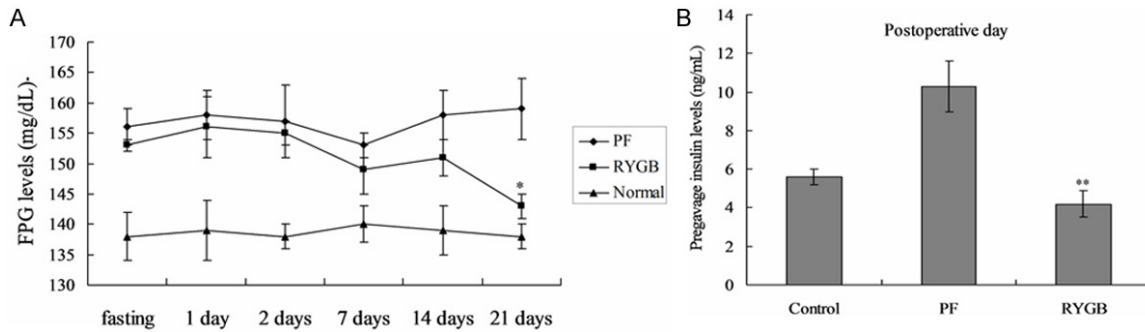 A
FPG levels (mg/dL)-
170
165
160
155
150
145
140
135
130
*
fasting
1 day
2 days
7 days
14 days
21 days
PF
RYGB
Normal
B
Postoperative day
Pregavage insulin levels (ng/mL)
14
12
10
8
6
4
2
0
**
Control
PF
RYGB